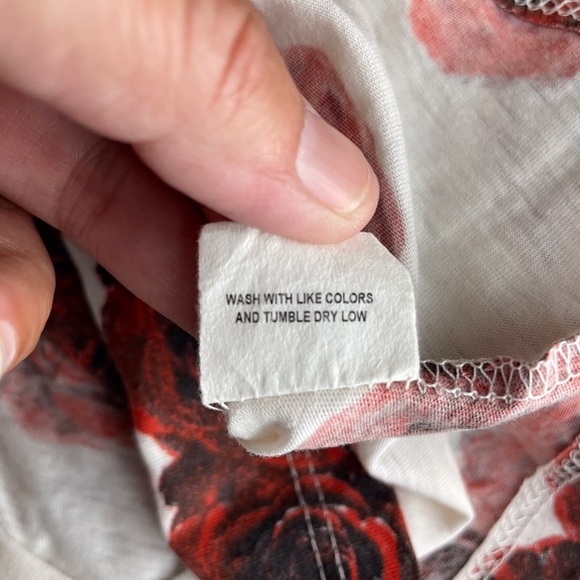 WASH WITH LIKE COLORS
AND TUMBLE DRY LOW